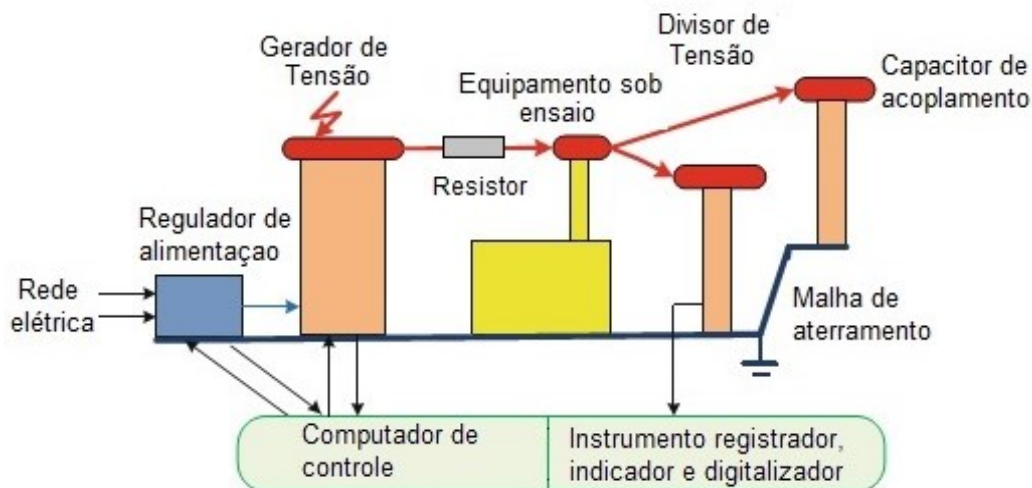 Gerador de
Tensão
Equipamento sob
ensaio
Divisor de
Tensão
Capacitor de
acoplamento
Resistor
Regulador de
alimentaçao
Rede
elétrica
Malha de
aterramento
Computador de
controle
Instrumento registrador,
indicador e digitalizador